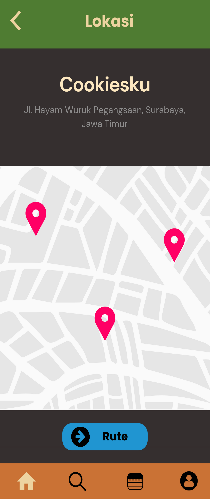 Lokasi
Cookiesku
Jl. Hayam Wuruk Pegangsaan, Surabaya,
Jawa Timur
Rute